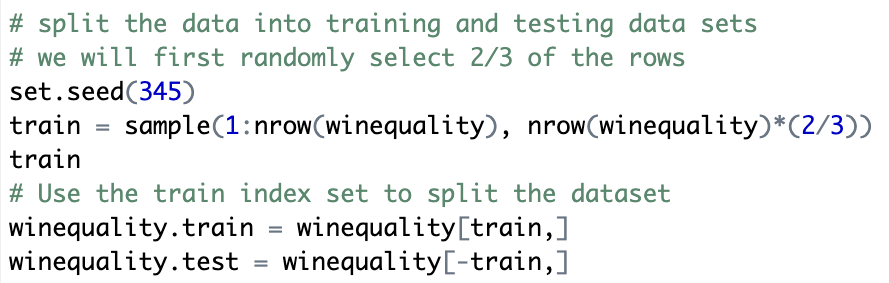 # split the data into training and testing data sets
# we will first randomly select 2/3 of the rows
set.seed(345)
train = sample(1:nrow(winequality), nrow(winequality)*(2/3))
train
# Use the train index set to split the dataset
winequality.train = winequality[train,]
winequality.test = winequality[-train,]